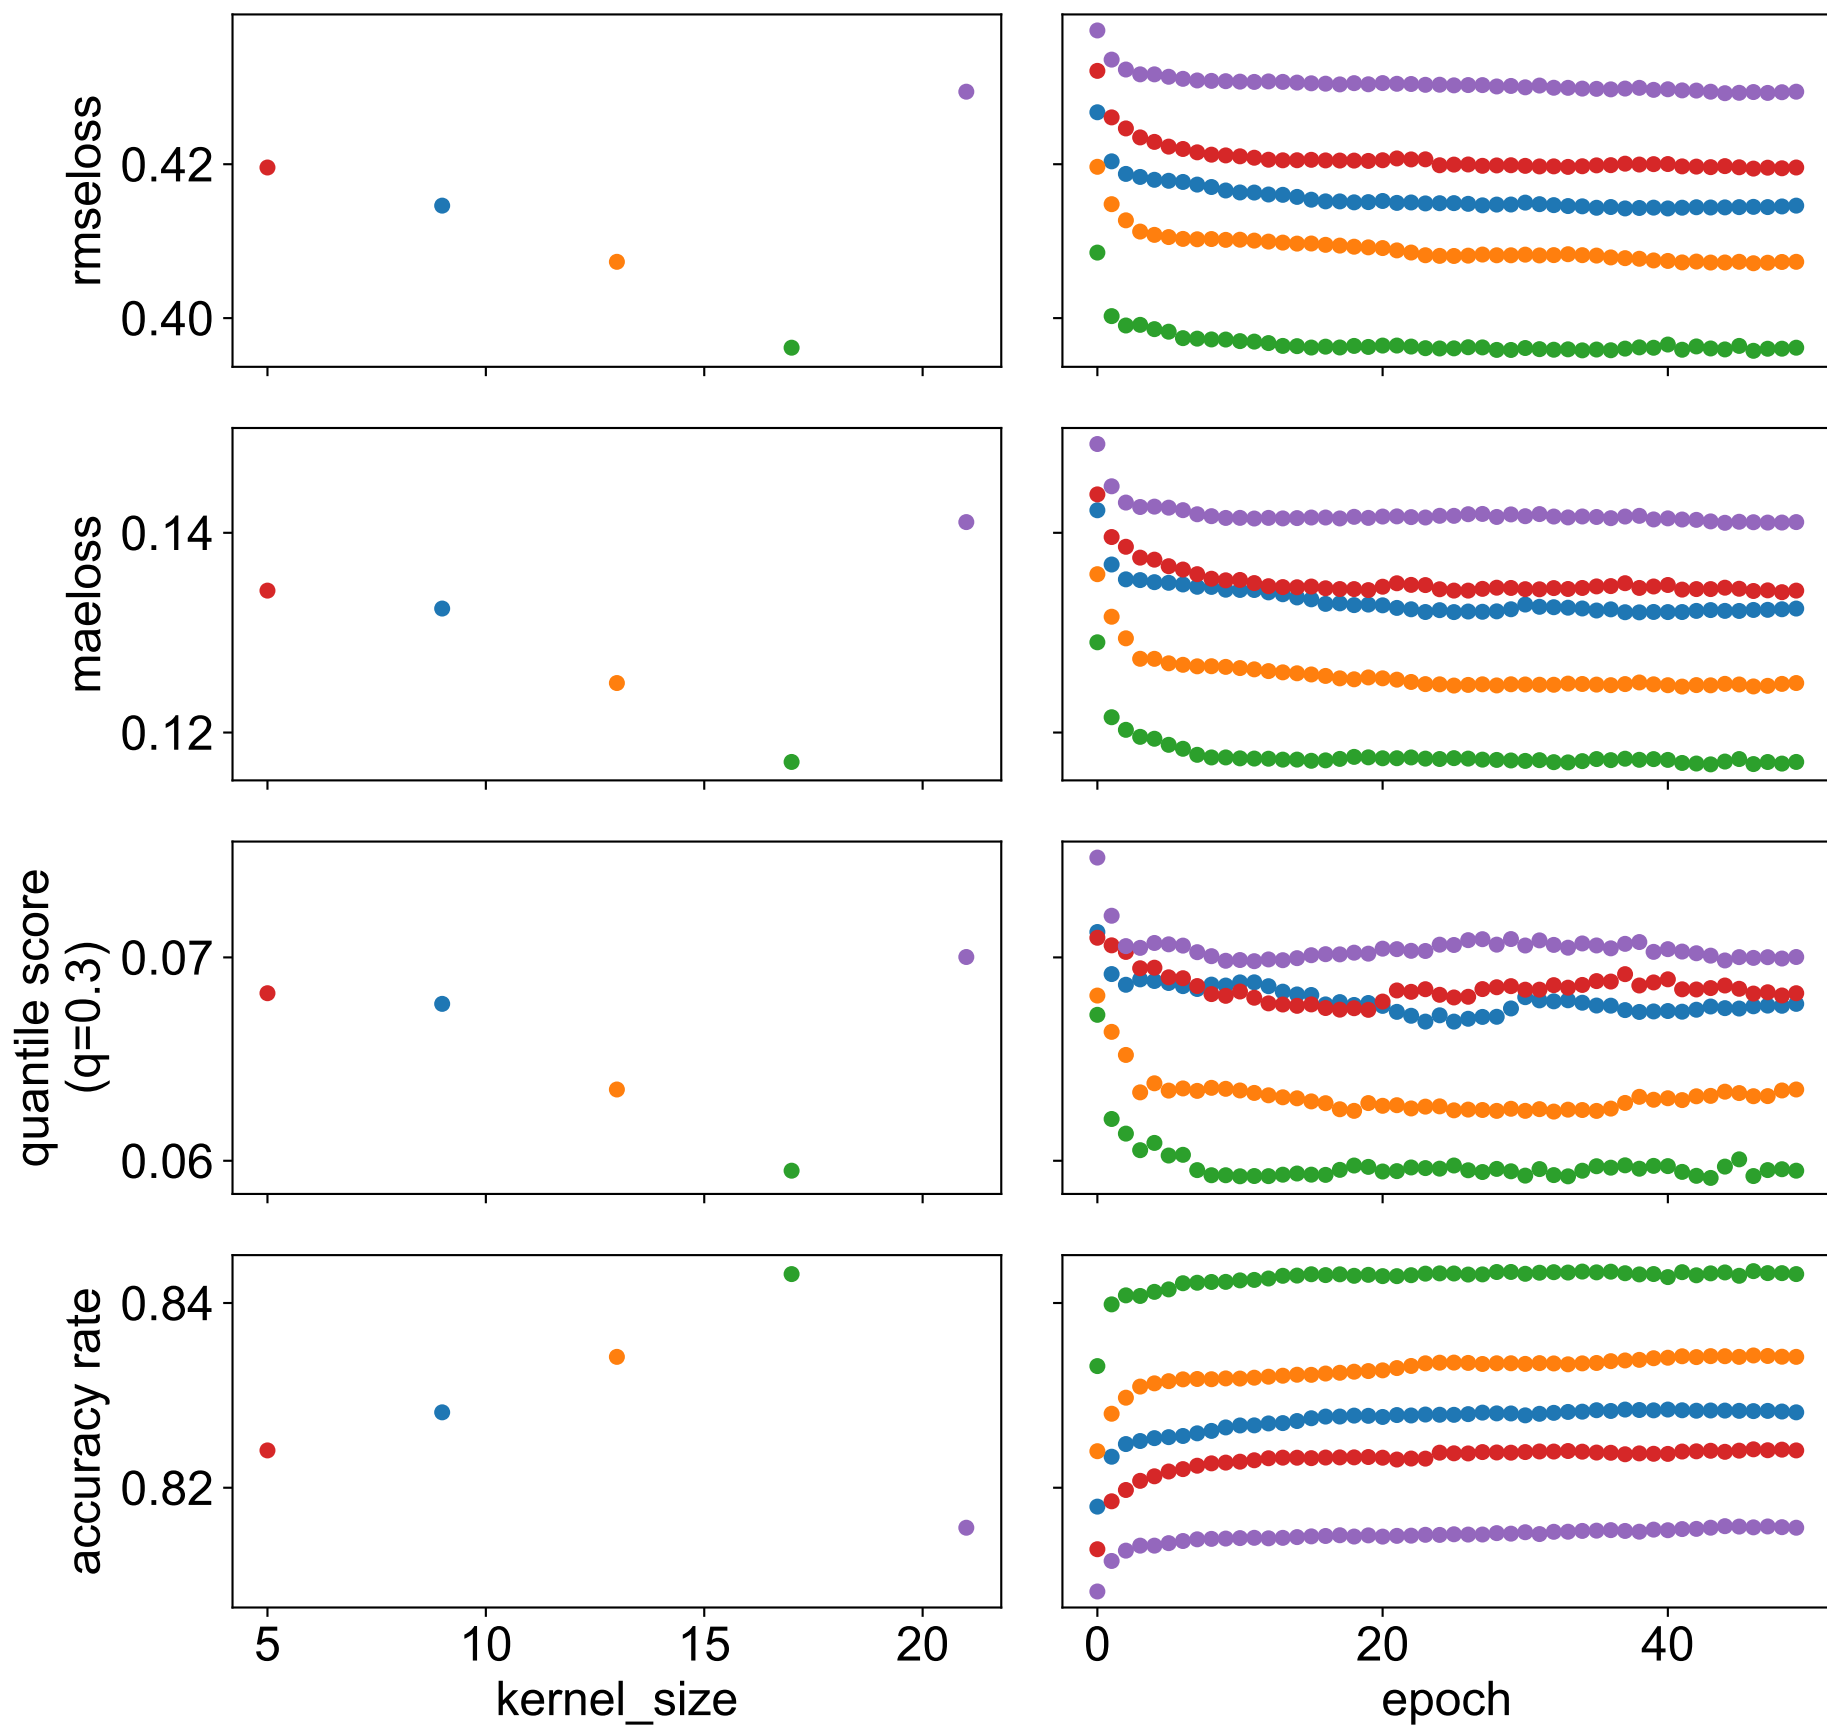 rmseloss
0.42
0.40
maeloss
0.14
0.12
quantile score
(q=0.3)
0.07
0.06
accuracy rate
0.84
0.82
5 10 15 20
kernel_size
0 20 40
epoch